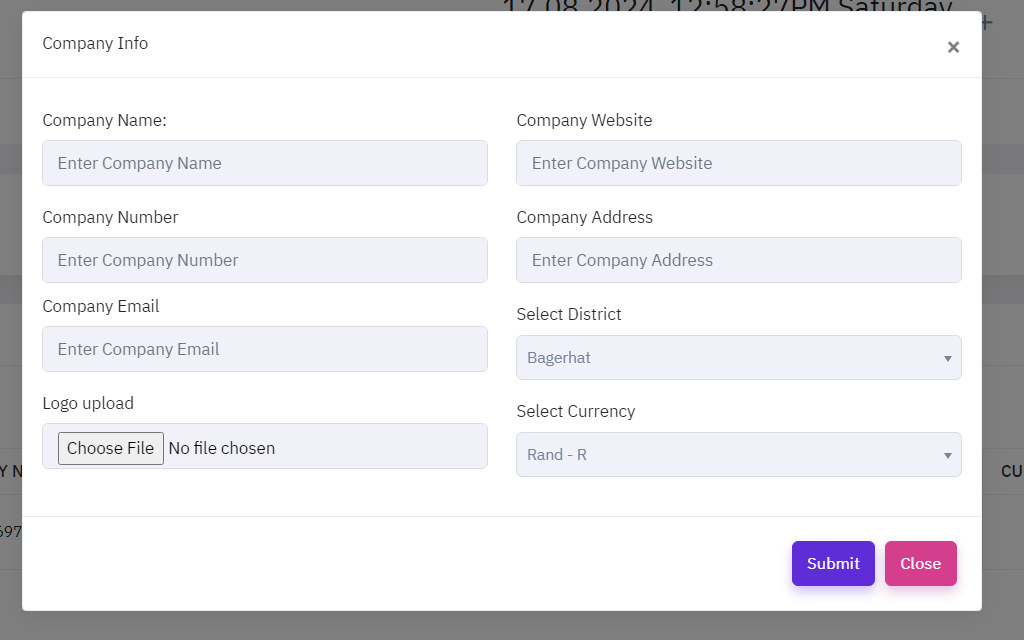 17 08 2024 12:58:27PM Saturday
Company Info
×
Company Name:
Enter Company Name
Company Website
Enter Company Website
Company Number
Enter Company Number
Company Address
Enter Company Address
Company Email
Enter Company Email
Select District
Bagerhat
Logo upload
Choose File No file chosen
Select Currency
Rand - R
Y N
CU
697
Submit
Close